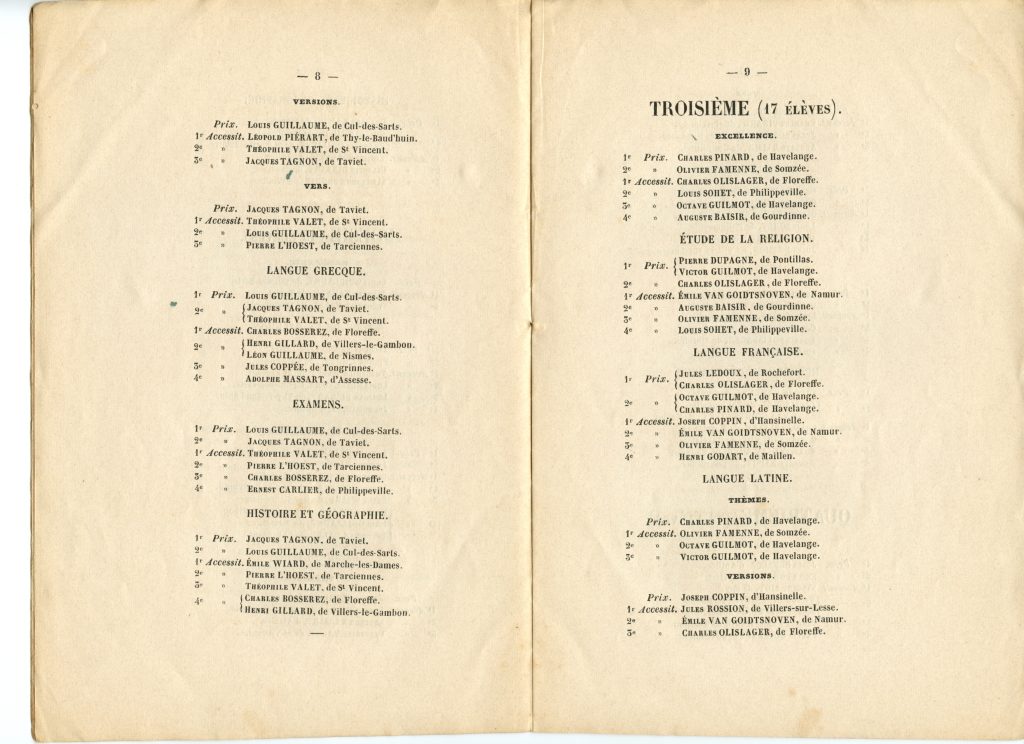 — 8 —
VERSIONS.
Prix. LOUIS GUILLAUME, de Cul-des-Sarts.
1r Accessit. LÉOPOLD PIÉRART, de Thy-le-Baud'huin.
2e » THÉOPHILE VALET, de St Vincent.
3e » JACQUES TAGNON, de Taviet.
VERS.
Prix. JACQUES TAGNON, de Taviet.
1r Accessit. THÉOPHILE VALET, de St Vincent.
2e » LOUIS GUILLAUME, de Cul-des-Sarts.
3e » PIERRE L'HOEST, de Tarciennes.
LANGUE GRECQUE.
1r Prix. LOUIS GUILLAUME, de Cul-des-Sarts.
2e » { JACQUES TAGNON, de Taviet.
THÉOPHILE VALET, de St Vincent.
1r Accessit. CHARLES BOSSEREZ, de Floreffe.
2e » { HENRI GILLARD, de Villers-le-Gambon.
LÉON GUILLAUME, de Nismes.
3e » JULES COPPÉE, de Tongrinnes.
4e » ADOLPHE MASSART, d'Assesse.
EXAMENS.
1r Prix. LOUIS GUILLAUME, de Cul-des-Sarts.
2e » JACQUES TAGNON, de Taviet.
1r Accessit. THÉOPHILE VALET, de St Vincent.
2e » PIERRE L'HOEST, de Tarciennes.
3e » CHARLES BOSSEREZ, de Floreffe.
4e » ERNEST CARLIER, de Philippeville.
HISTOIRE ET GÉOGRAPHIE.
1r Prix. JACQUES TAGNON, de Taviet.
2e » LOUIS GUILLAUME, de Cul-des-Sarts.
1r Accessit. ÉMILE WIARD, de Marche-les-Dames.
2e » PIERRE L'HOEST, de Tarciennes.
3e » THÉOPHILE VALET, de St Vincent.
4e » { CHARLES BOSSEREZ, de Floreffe.
HENRI GILLARD, de Villers-le-Gambon.
— 9 —
TROISIÈME (17 ÉLÈVES).
EXCELLENCE.
1r Prix. CHARLES PINARD, de Havelange.
2e » OLIVIER FAMENNE, de Somzée.
1r Accessit. CHARLES OLISLAGER, de Floreffe.
2e » LOUIS SOHET, de Philippeville.
3e » OCTAVE GUILMOT, de Havelange.
4e » AUGUSTE BAISIR, de Gourdinne.
ÉTUDE DE LA RELIGION.
1r Prix. { PIERRE DUPAGNE, de Pontillas.
VICTOR GUILMOT, de Havelange.
2e » CHARLES OLISLAGER, de Floreffe.
1r Accessit. ÉMILE VAN GOIDTSNOVEN, de Namur.
2e » AUGUSTE BAISIR, de Gourdinne.
3e » OLIVIER FAMENNE, de Somzée.
4e » LOUIS SOHET, de Philippeville.
LANGUE FRANÇAISE.
1r Prix. { JULES LEDOUX, de Rochefort.
CHARLES OLISLAGER, de Floreffe.
2e » { OCTAVE GUILMOT, de Havelange.
CHARLES PINARD, de Havelange.
1r Accessit. JOSEPH COPPIN, d'Hansinelle.
2e » ÉMILE VAN GOIDTSNOVEN, de Namur.
3e » OLIVIER FAMENNE, de Somzée.
4e » HENRI GODART, de Maillen.
LANGUE LATINE.
THÈMES.
Prix. CHARLES PINARD, de Havelange.
1r Accessit. OLIVIER FAMENNE, de Somzée.
2e » OCTAVE GUILMOT, de Havelange.
3e » VICTOR GUILMOT, de Havelange.
VERSIONS.
Prix. JOSEPH COPPIN, d'Hansinelle.
1r Accessit. JULES ROSSION, de Villers-sur-Lesse.
2e » ÉMILE VAN GOIDTSNOVEN, de Namur.
3e » CHARLES OLISLAGER, de Floreffe.